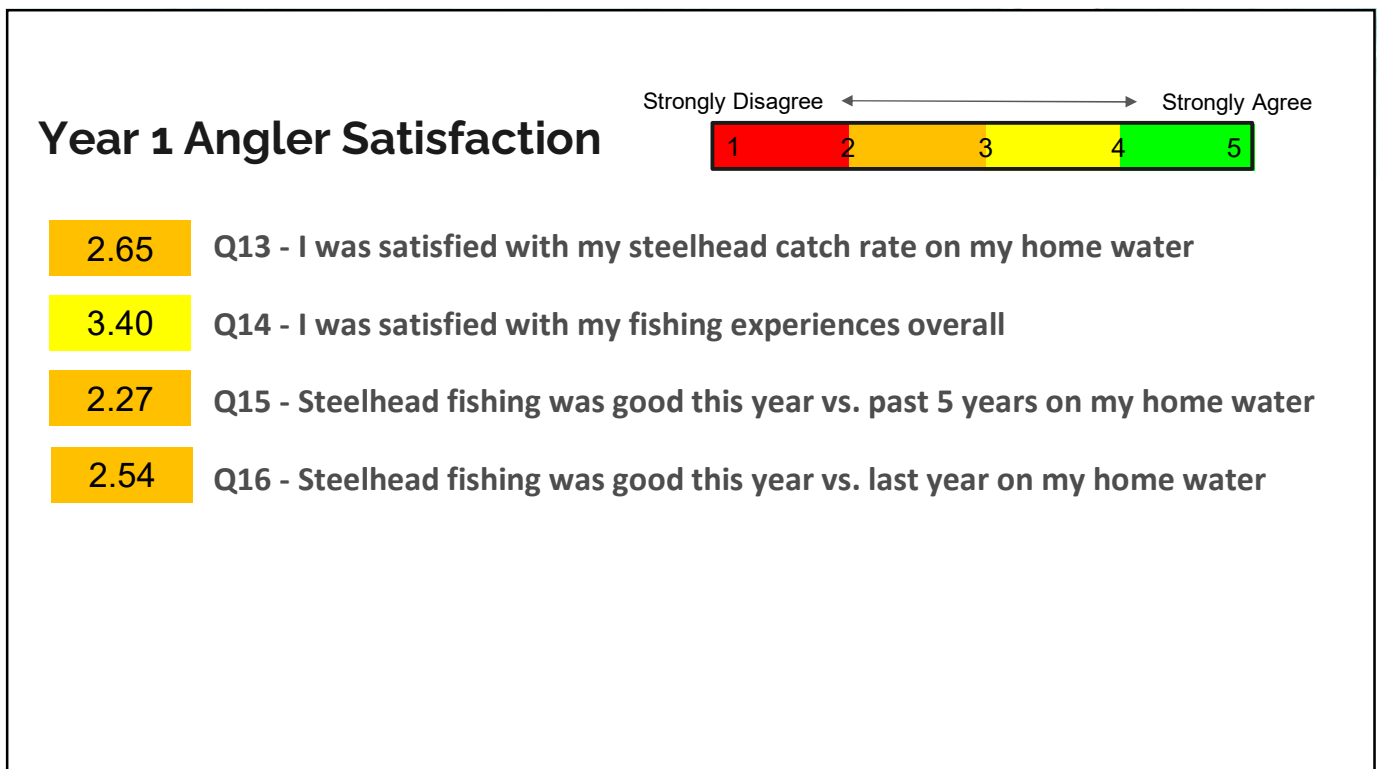 Strongly Disagree Strongly Agree
Year 1 Angler Satisfaction
1 2 3 4 5
2.65 Q13 - I was satisfied with my steelhead catch rate on my home water
3.40 Q14 - I was satisfied with my fishing experiences overall
2.27 Q15 - Steelhead fishing was good this year vs. past 5 years on my home water
2.54 Q16 - Steelhead fishing was good this year vs. last year on my home water